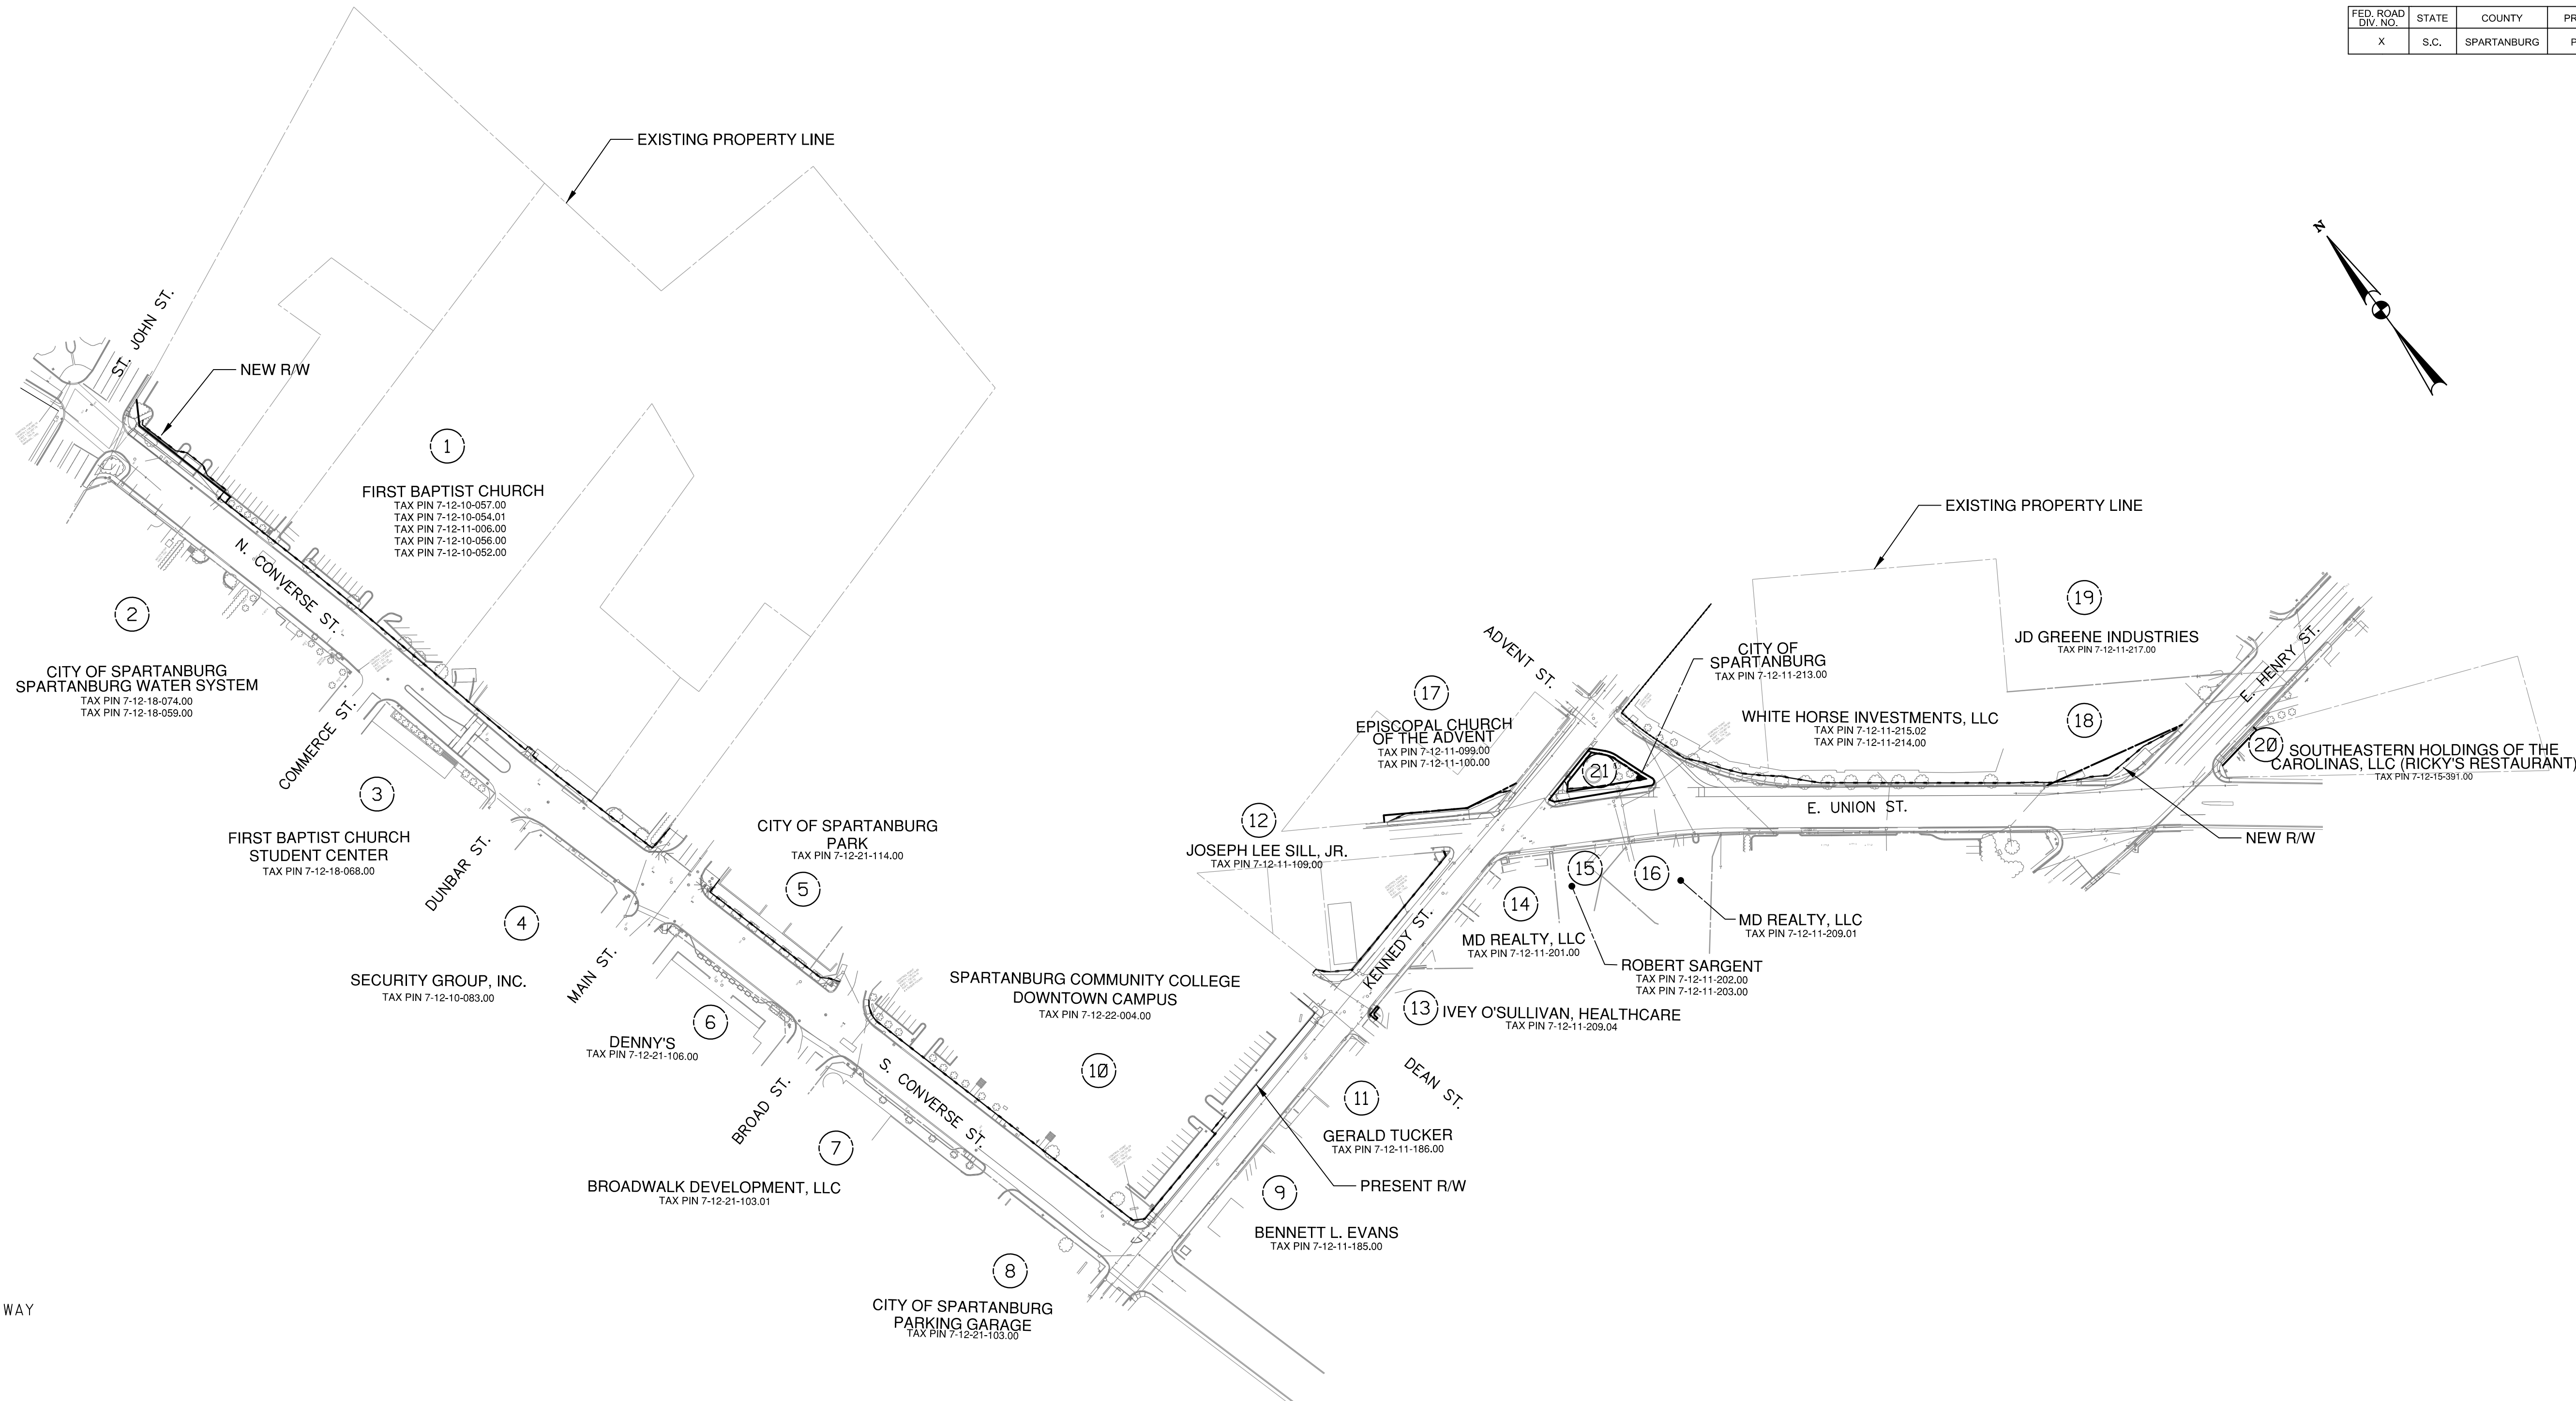 FED. ROAD DIV. NO. STATE COUNTY
X S.C. SPARTANBURG
EXISTING PROPERTY LINE
N
ST. JOHN ST.
NEW R/W
1
FIRST BAPTIST CHURCH
TAX PIN 7-12-10-057.00
TAX PIN 7-12-10-054.01
TAX PIN 7-12-11-006.00
TAX PIN 7-12-10-056.00
TAX PIN 7-12-10-052.00
N. CONVERSE ST.
2
CITY OF SPARTANBURG
SPARTANBURG WATER SYSTEM
TAX PIN 7-12-18-074.00
TAX PIN 7-12-18-059.00
COMMERCE ST.
3
FIRST BAPTIST CHURCH
STUDENT CENTER
TAX PIN 7-12-18-068.00
DUNBAR ST.
4
SECURITY GROUP, INC.
TAX PIN 7-12-10-083.00
MAIN ST.
CITY OF SPARTANBURG
PARK
TAX PIN 7-12-21-114.00
5
6
DENNY'S
TAX PIN 7-12-21-106.00
BROAD ST.
S. CONVERSE ST.
7
BROADWALK DEVELOPMENT, LLC
TAX PIN 7-12-21-103.01
8
CITY OF SPARTANBURG
PARKING GARAGE
TAX PIN 7-12-21-103.00
SPARTANBURG COMMUNITY COLLEGE
DOWNTOWN CAMPUS
TAX PIN 7-12-22-004.00
10
9
BENNETT L. EVANS
TAX PIN 7-12-11-185.00
11
GERALD TUCKER
TAX PIN 7-12-11-186.00
PRESENT R/W
DEAN ST.
KENNEDY ST.
12
JOSEPH LEE SILL, JR.
TAX PIN 7-12-11-109.00
13
IVEY O'SULLIVAN, HEALTHCARE
TAX PIN 7-12-11-209.04
14
MD REALTY, LLC
TAX PIN 7-12-11-201.00
15
ROBERT SARGENT
TAX PIN 7-12-11-202.00
TAX PIN 7-12-11-203.00
16
MD REALTY, LLC
TAX PIN 7-12-11-209.01
17
EPISCOPAL CHURCH
OF THE ADVENT
TAX PIN 7-12-11-099.00
TAX PIN 7-12-11-100.00
ADVENT ST.
21
CITY OF
SPARTANBURG
TAX PIN 7-12-11-213.00
WHITE HORSE INVESTMENTS, LLC
TAX PIN 7-12-11-215.02
TAX PIN 7-12-11-214.00
18
EXISTING PROPERTY LINE
19
JD GREENE INDUSTRIES
TAX PIN 7-12-11-217.00
E. HENRY ST.
20
SOUTHEASTERN HOLDINGS OF THE
CAROLINAS, LLC (RICKY'S RESTAURANT)
TAX PIN 7-12-15-391.00
E. UNION ST.
NEW R/W
WAY